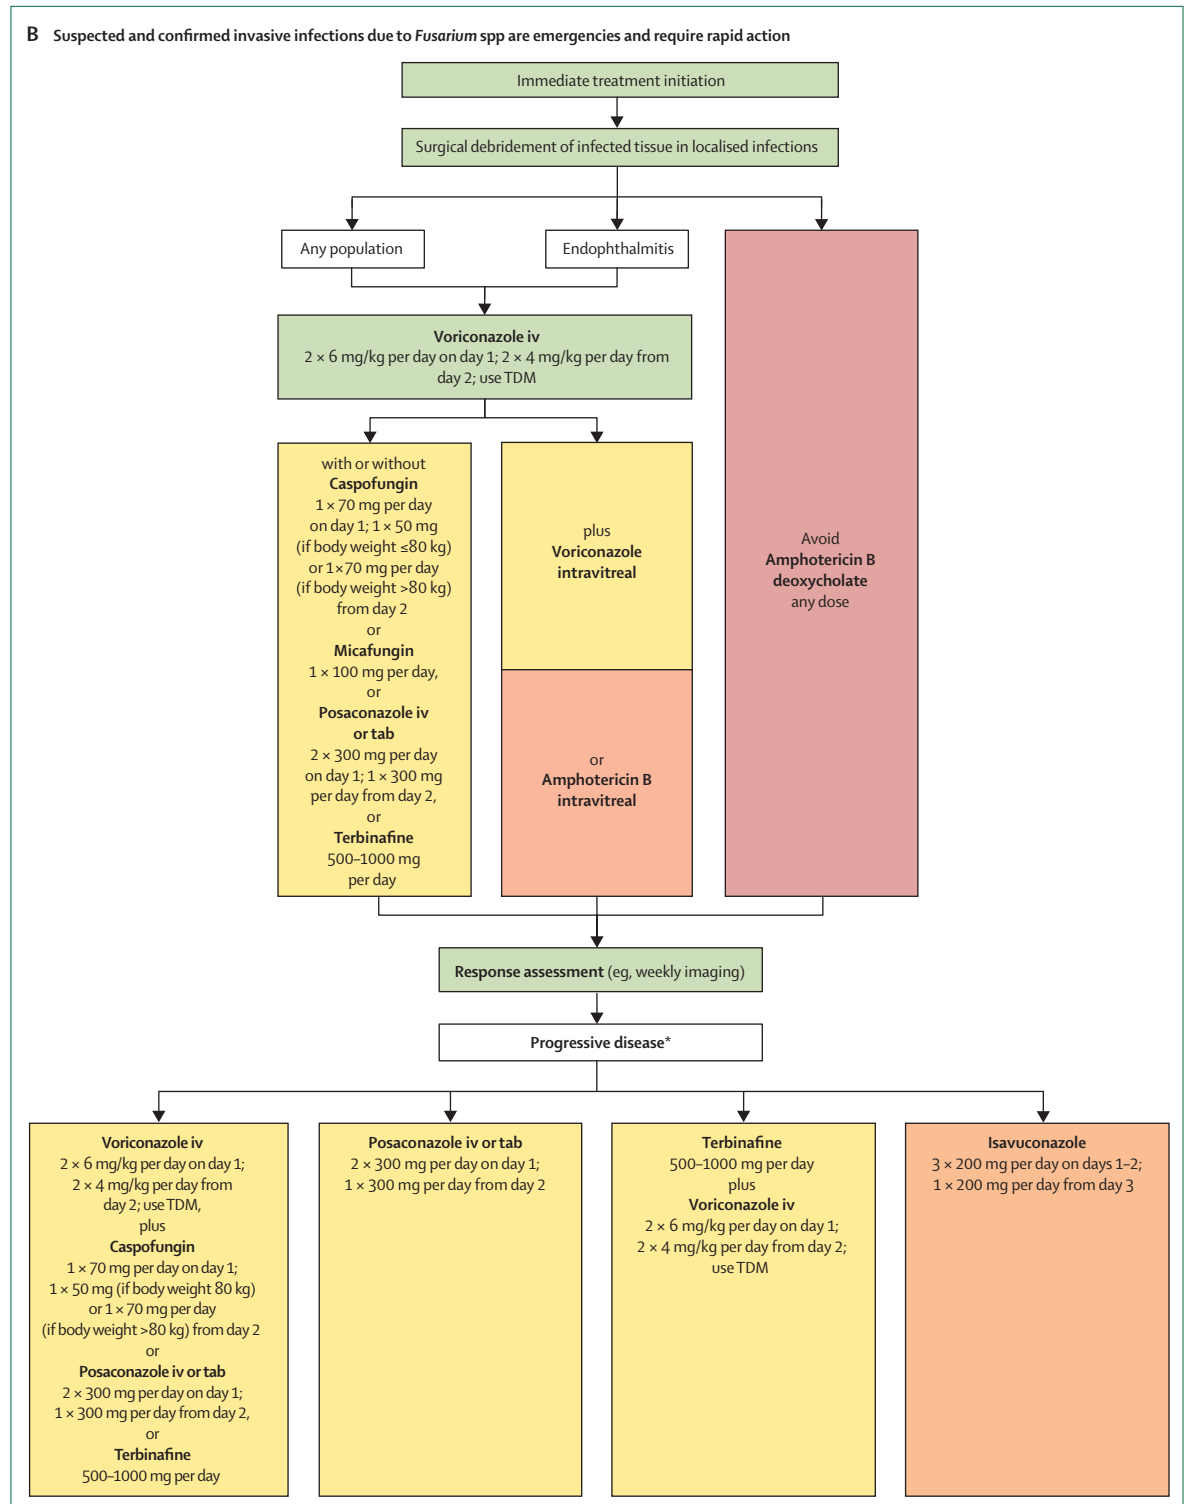 B Suspected and confirmed invasive infections due to Fusarium spp are emergencies and require rapid action
Immediate treatment initiation
Surgical debridement of infected tissue in localised infections
Any population
Endophthalmitis
Voriconazole iv
2 × 6 mg/kg per day on day 1; 2 × 4 mg/kg per day from
day 2; use TDM
with or without
Caspofungin
1 × 70 mg per day
on day 1; 1 × 50 mg
(if body weight ≤80 kg)
or 1×70 mg per day
(if body weight >80 kg)
from day 2
or
Micafungin
1 × 100 mg per day,
or
Posaconazole iv
or tab
2 × 300 mg per day
on day 1; 1 × 300 mg
per day from day 2,
or
Terbinafine
500–1000 mg
per day
plus
Voriconazole
intravitreal
or
Amphotericin B
intravitreal
Avoid
Amphotericin B
deoxycholate
any dose
Response assessment (eg, weekly imaging)
Progressive disease*
Voriconazole iv
2 × 6 mg/kg per day on day 1;
2 × 4 mg/kg per day from
day 2; use TDM,
plus
Caspofungin
1 × 70 mg per day on day 1;
1 × 50 mg (if body weight 80 kg)
or 1 × 70 mg per day
(if body weight >80 kg) from day 2
or
Posaconazole iv or tab
2 × 300 mg per day on day 1;
1 × 300 mg per day from day 2,
or
Terbinafine
500–1000 mg per day
Posaconazole iv or tab
2 × 300 mg per day on day 1;
1 × 300 mg per day from day 2
Terbinafine
500–1000 mg per day
plus
Voriconazole iv
2 × 6 mg/kg per day on day 1;
2 × 4 mg/kg per day from day 2;
use TDM
Isavuconazole
3 × 200 mg per day on days 1–2;
1 × 200 mg per day from day 3